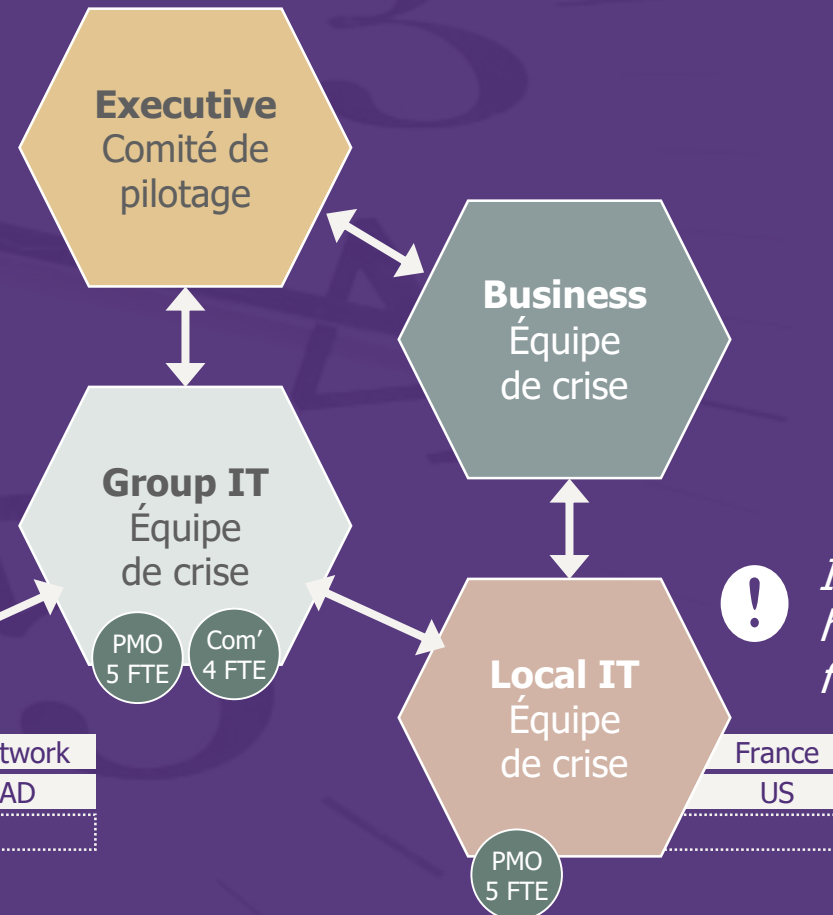 Executive
Comité de
pilotage
Business
Équipe
de crise
Group IT
Équipe
de crise
PMO
5 FTE
Com’
4 FTE
!
Local IT
Équipe
de crise
PMO
5 FTE
AD
France
US